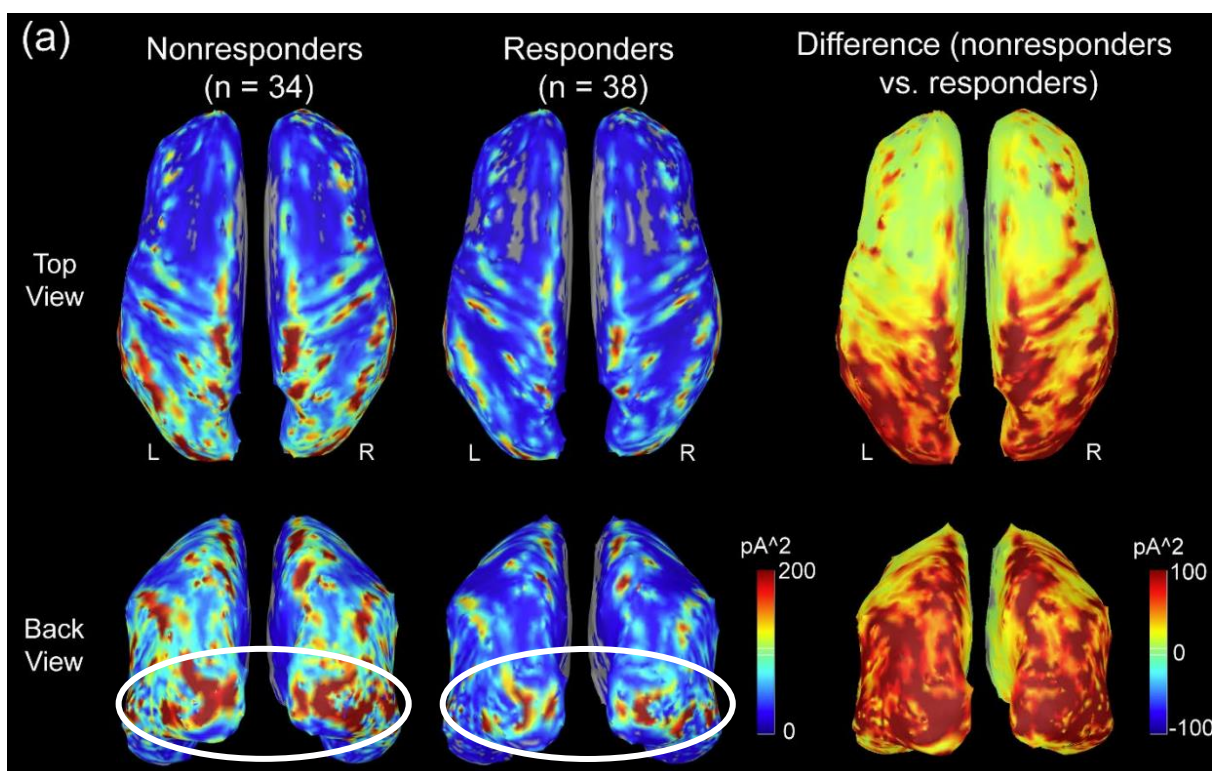 (a)
Nonresponders
(n = 34)
Responders
(n = 38)
Difference (nonresponders
vs. responders)
Top
View
L
R
L
R
L
R
Back
View
pA^2
200
0
pA^2
100
0
-100